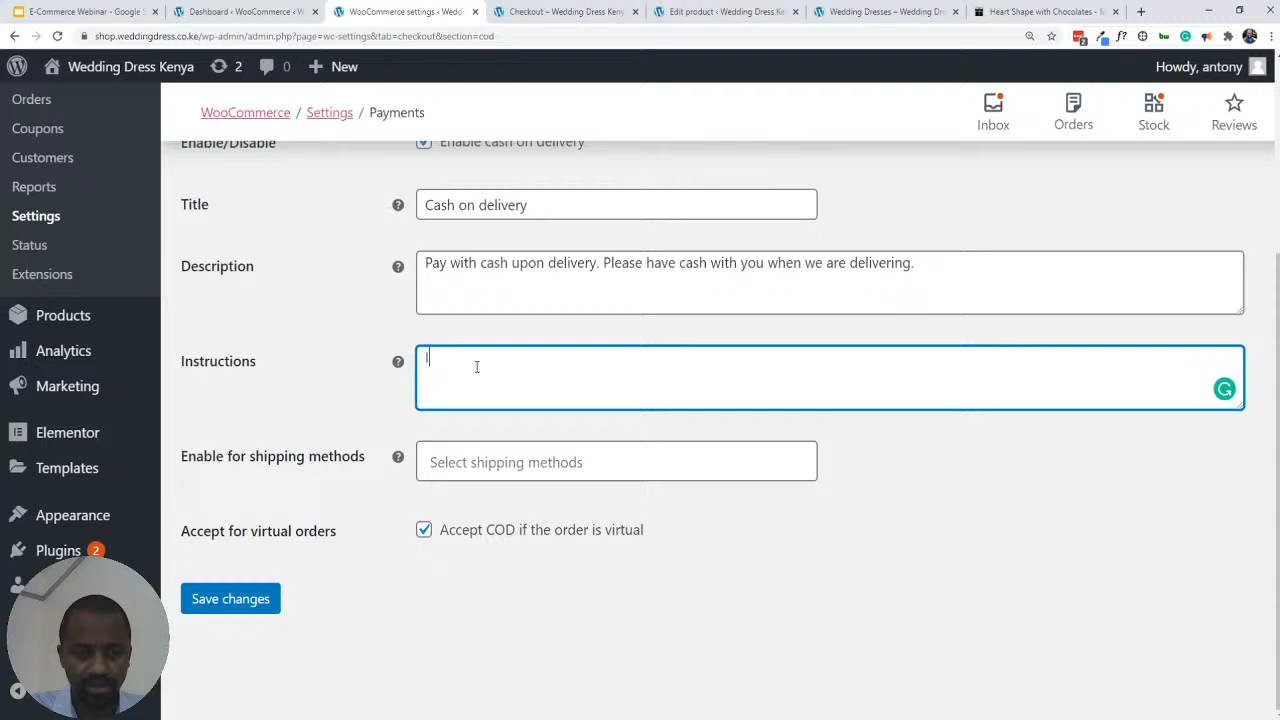 E-Commerce Webinar - Google S
Dashboard ‹ WooCommerce ‹ W
WooCommerce settings ‹ Weddi
Checkout – Wedding Dress Keny
Edit product ‹ Wedding Dress Ke
Wedding Dresses – Wedding Dre
Heart Shape with Chocolates - M
shop.weddingdress.co.ke/wp-admin/admin.php?page=wc-settings&tab=checkout&section=cod
Wedding Dress Kenya
2
0
New
Howdy, antony
Orders
Coupons
Customers
Reports
Settings
Status
Extensions
Products
Analytics
Marketing
Elementor
Templates
Appearance
Plugins 2
WooCommerce / Settings / Payments
Inbox
Orders
Stock
Reviews
Enable/Disable
Enable cash on delivery
Title
Cash on delivery
Description
Pay with cash upon delivery. Please have cash with you when we are delivering.
Instructions
Enable for shipping methods
Select shipping methods
Accept for virtual orders
Accept COD if the order is virtual
Save changes